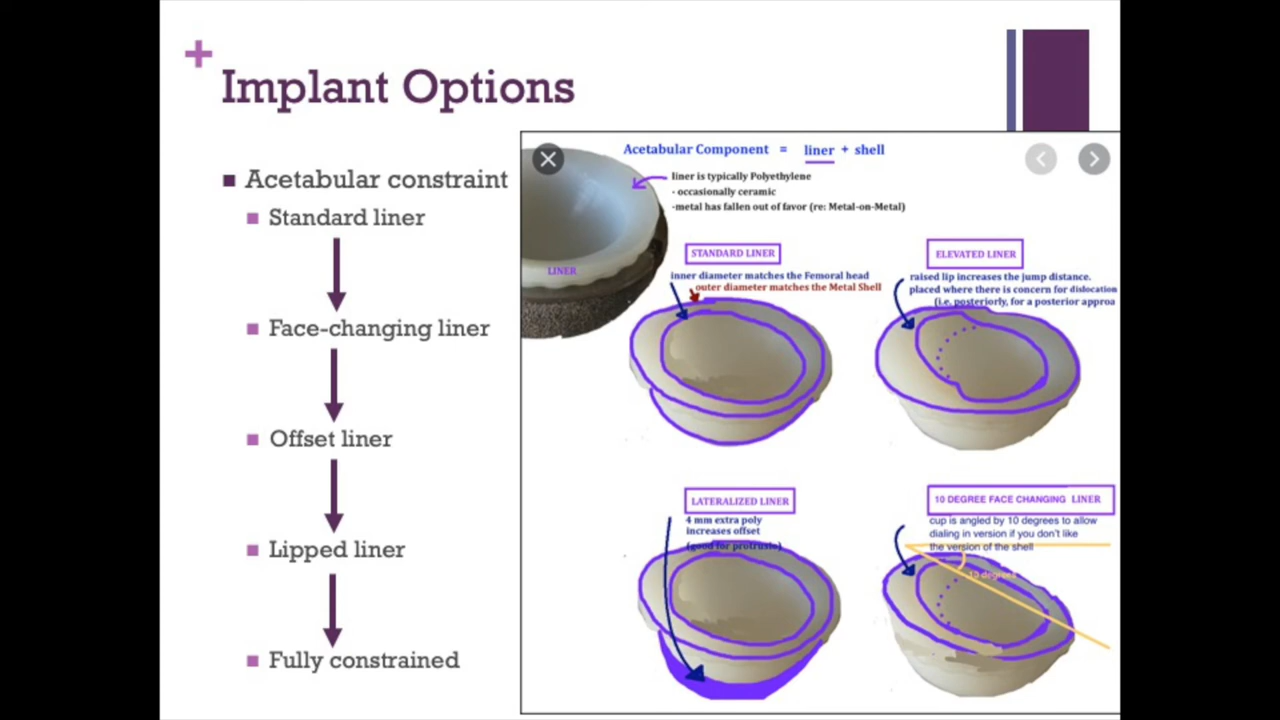 +
Implant Options
Acetabular constraint
Standard liner
Face-changing liner
Offset liner
Lipped liner
Fully constrained
Acetabular Component = liner + shell
liner is typically Polyethylene
- occasionally ceramic
-metal has fallen out of favor (re: Metal-on-Metal)
LINER
STANDARD LINER
inner diameter matches the Femoral head
outer diameter matches the Metal Shell
ELEVATED LINER
raised lip increases the jump distance.
placed where there is concern for dislocation
(i.e. posteriorly, for a posterior approa
LATERALIZED LINER
4 mm extra poly
increases offset
(good for protrusio)
10 DEGREE FACE CHANGING LINER
cup is angled by 10 degrees to allow
dialing in version if you don't like
the version of the shell
10 degrees